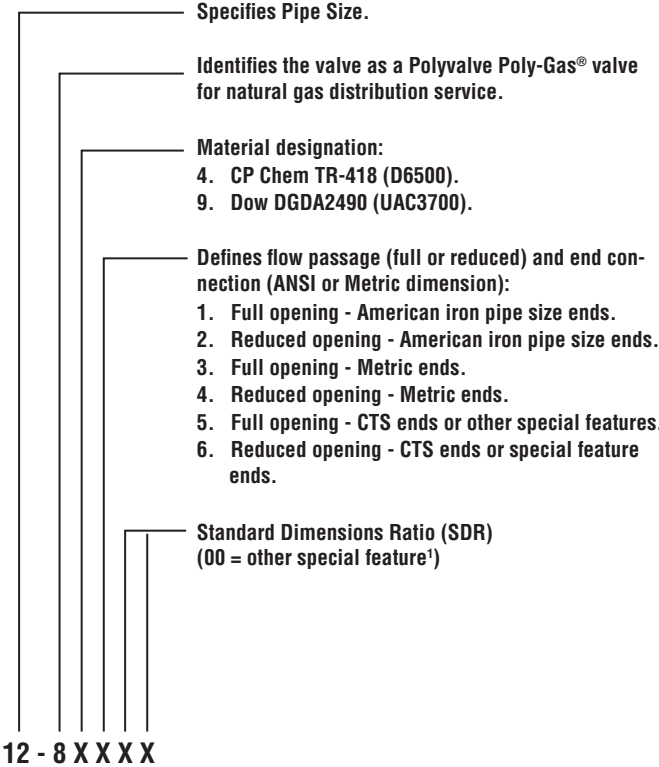 Specifies Pipe Size.
Identifies the valve as a Polyvalve Poly-Gas® valve
for natural gas distribution service.
Material designation:
4. CP Chem TR-418 (D6500).
9. Dow DGDA2490 (UAC3700).
Defines flow passage (full or reduced) and end con-
nection (ANSI or Metric dimension):
1. Full opening - American iron pipe size ends.
2. Reduced opening - American iron pipe size ends.
3. Full opening - Metric ends.
4. Reduced opening - Metric ends.
5. Full opening - CTS ends or other special features.
6. Reduced opening - CTS ends or special feature
ends.
Standard Dimensions Ratio (SDR)
(00 = other special feature¹)
12 - 8 X X X X